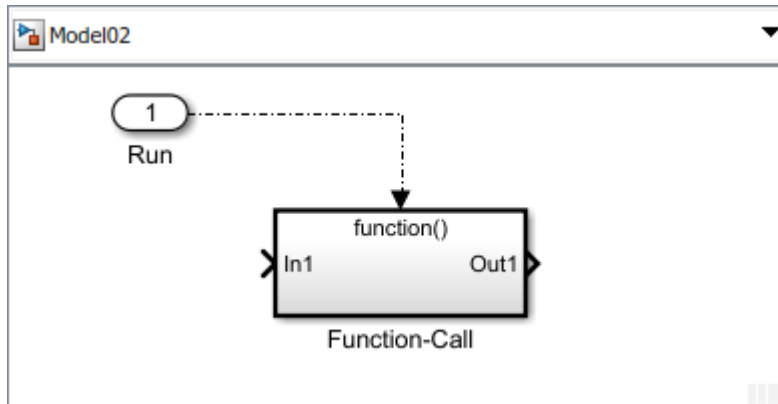 Model02
1
Run
function()
In1
Out1
Function-Call